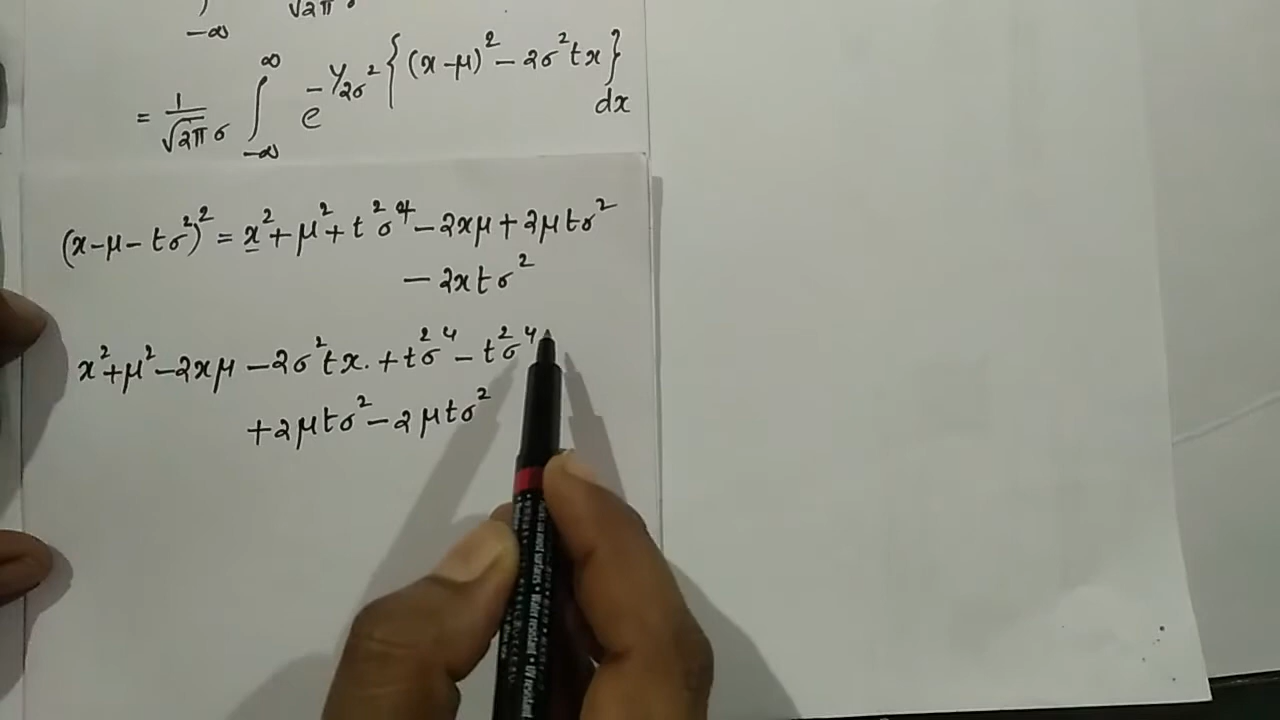 -∞ √2π σ
= 1/√2π σ ∫_{-∞}^{∞} e^{-1/2σ² {(x-μ)² - 2σ²tx}} dx
(x-μ-tσ²)² = x²+μ²+t²σ⁴-2xμ+2μtσ²
-2xtσ²
x²+μ²-2xμ-2σ²tx.+t²σ⁴-t²σ⁴
+2μtσ²-2μtσ²